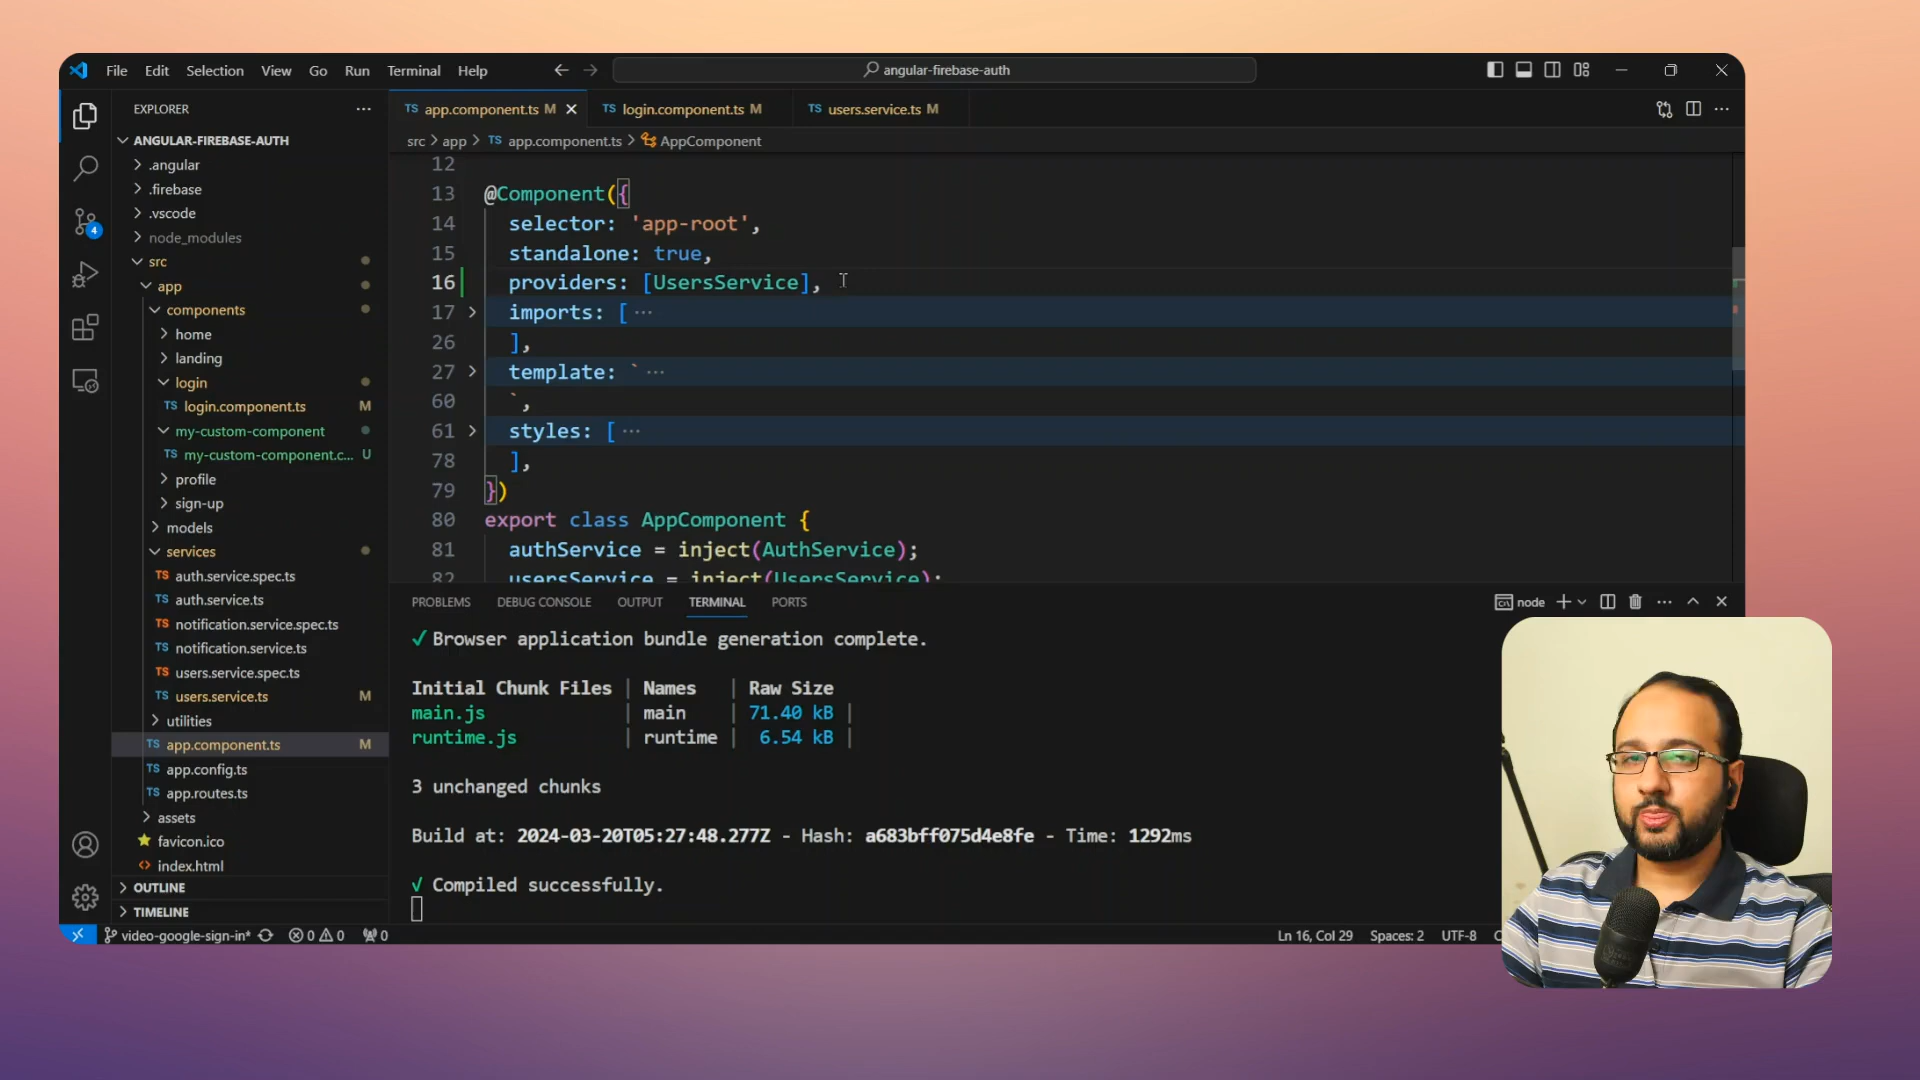 File Edit Selection View Go Run Terminal Help
angular-firebase-auth
EXPLORER
ANGULAR-FIREBASE-AUTH
.angular
.firebase
.vscode
node_modules
src
app
components
home
landing
login
TS login.component.ts M
my-custom-component
TS my-custom-component.c... U
profile
sign-up
models
services
TS auth.service.spec.ts
TS auth.service.ts
TS notification.service.spec.ts
TS notification.service.ts
TS users.service.spec.ts
TS users.service.ts M
utilities
TS app.component.ts M
TS app.config.ts
TS app.routes.ts
assets
favicon.ico
index.html
OUTLINE
TIMELINE
4
TS app.component.ts M
TS login.component.ts M
TS users.service.ts M
src > app > TS app.component.ts > AppComponent
12
13 @Component({
14 selector: 'app-root',
15 standalone: true,
16 providers: [UsersService],
17 imports: [ ...
26 ],
27 template: ` ...
60 `,
61 styles: [ ...
78 ],
79 })
80 export class AppComponent {
81 authService = inject(AuthService);
82 usersService = inject(UsersService);
PROBLEMS DEBUG CONSOLE OUTPUT TERMINAL PORTS
node
✓ Browser application bundle generation complete.
Initial Chunk Files | Names | Raw Size
main.js | main | 71.40 kB |
runtime.js | runtime | 6.54 kB |
3 unchanged chunks
Build at: 2024-03-20T05:27:48.277Z - Hash: a683bff075d4e8fe - Time: 1292ms
√ Compiled successfully.
video-google-sign-in* 0 0 0
Ln 16, Col 29 Spaces: 2 UTF-8